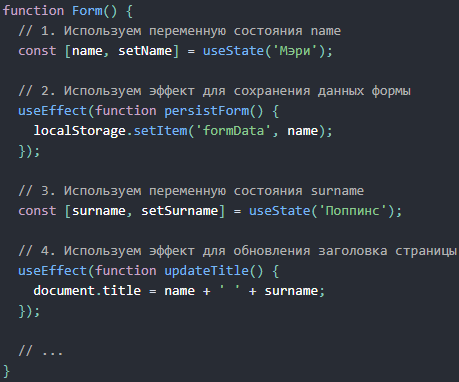 function Form() {
  // 1. Используем переменную состояния name
  const [name, setName] = useState('Мэри');

  // 2. Используем эффект для сохранения данных формы
  useEffect(function persistForm() {
    localStorage.setItem('formData', name);
  });

  // 3. Используем переменную состояния surname
  const [surname, setSurname] = useState('Поппинс');

  // 4. Используем эффект для обновления заголовка страницы
  useEffect(function updateTitle() {
    document.title = name + ' ' + surname;
  });

  // ...
}